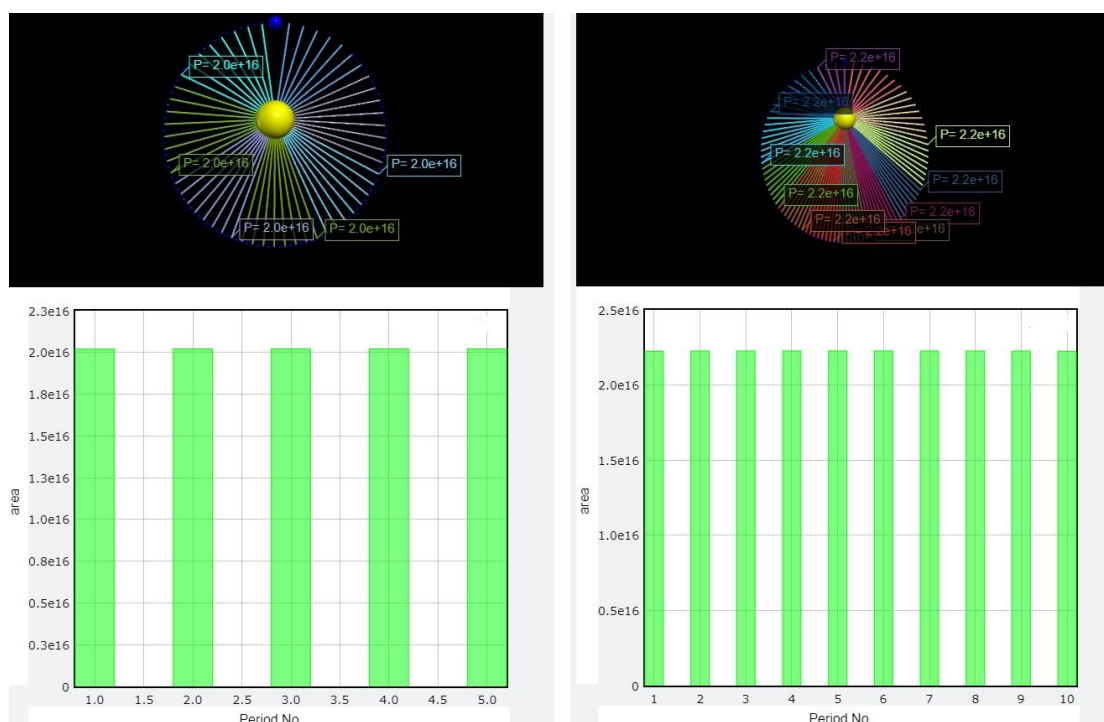 P= 2.0e+16
P= 2.0e+16
P= 2.0e+16
P= 2.0e+16
P= 2.0e+16
2.3e16
2.0e16
1.8e16
1.5e16
1.3e16
1.0e16
0.8e16
0.5e16
0.3e16
0
area
1.0 1.5 2.0 2.5 3.0 3.5 4.0 4.5 5.0
Period No
P= 2.2e+16
P= 2.2e+16
P= 2.2e+16
P= 2.2e+16
P= 2.2e+16
P= 2.2e+16
P= 2.2e+16
P= 2.2e+16
2.5e16
2.0e16
1.5e16
1.0e16
0.5e16
0
area
1 2 3 4 5 6 7 8 9 10
Period No